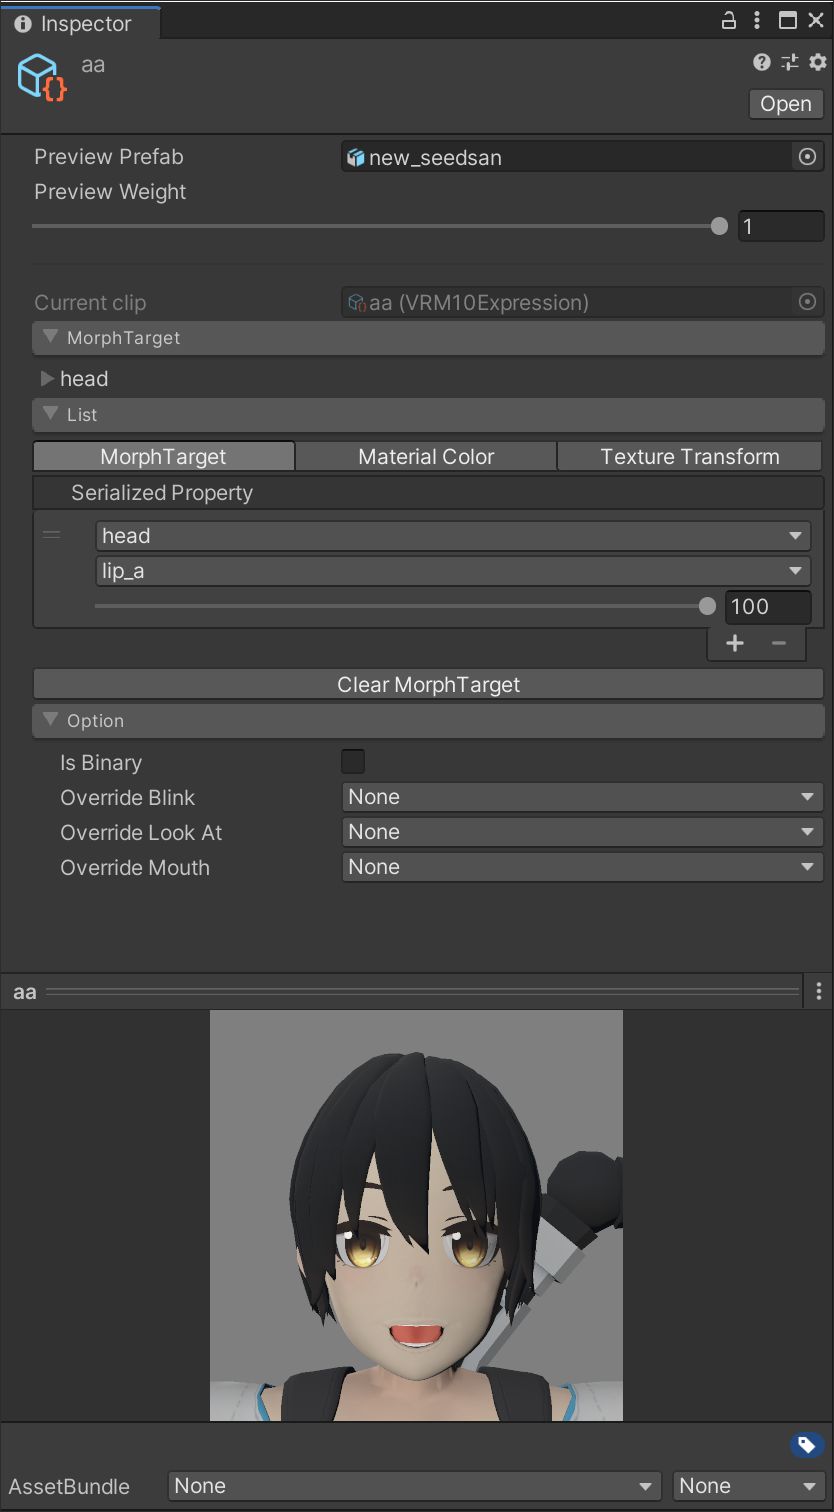 Inspector
aa
Open
Preview Prefab new_seedsan
Preview Weight
1
Current clip aa (VRM10Expression)
MorphTarget
head
List
MorphTarget Material Color Texture Transform
Serialized Property
head
lip_a
100
+ −
Clear MorphTarget
Option
Is Binary
Override Blink None
Override Look At None
Override Mouth None
aa
AssetBundle None None